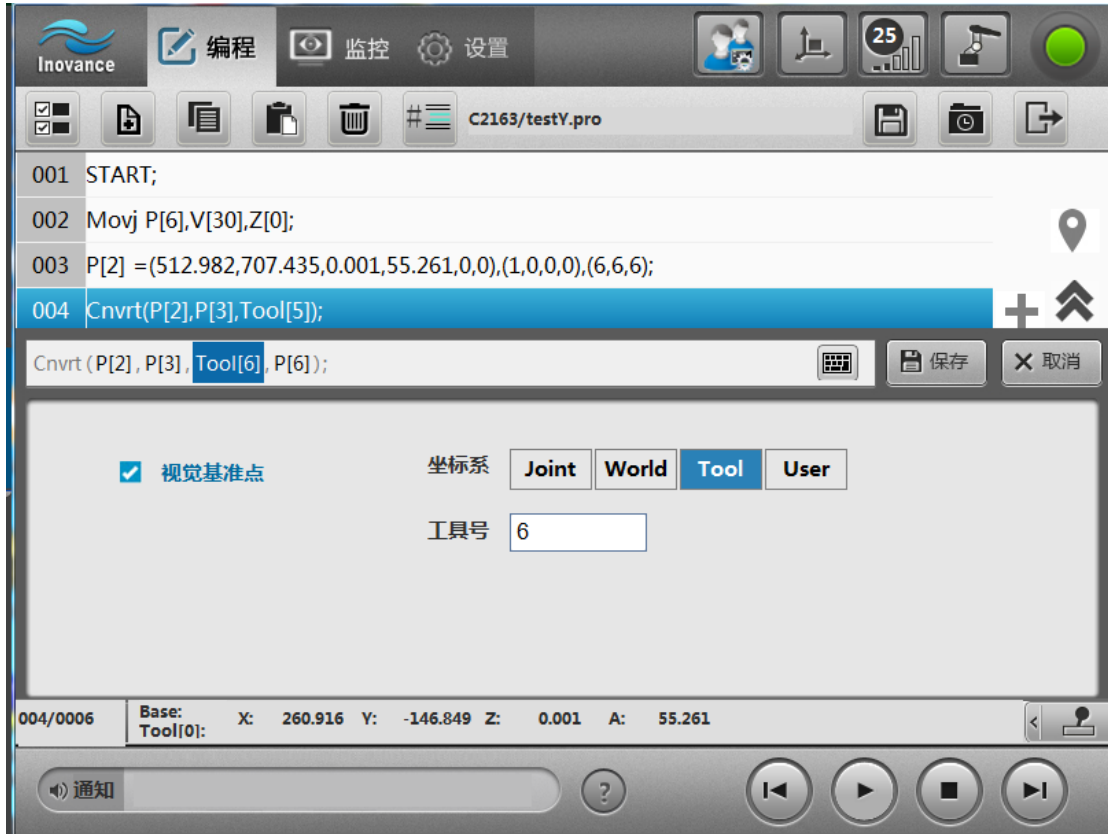 Inovance 编程 监控 设置 25
# C2163/testY.pro
001 START;
002 Movj P[6],V[30],Z[0];
003 P[2] =(512.982,707.435,0.001,55.261,0,0),(1,0,0,0),(6,6,6);
004 Cnvrt(P[2],P[3],Tool[5]);
Cnvrt(P[2],P[3],Tool[6],P[6]); 保存 取消
视觉基准点 坐标系 Joint World Tool User
工具号 6
004/0006 Base: X: 260.916 Y: -146.849 Z: 0.001 A: 55.261
Tool[0]:
通知 ?